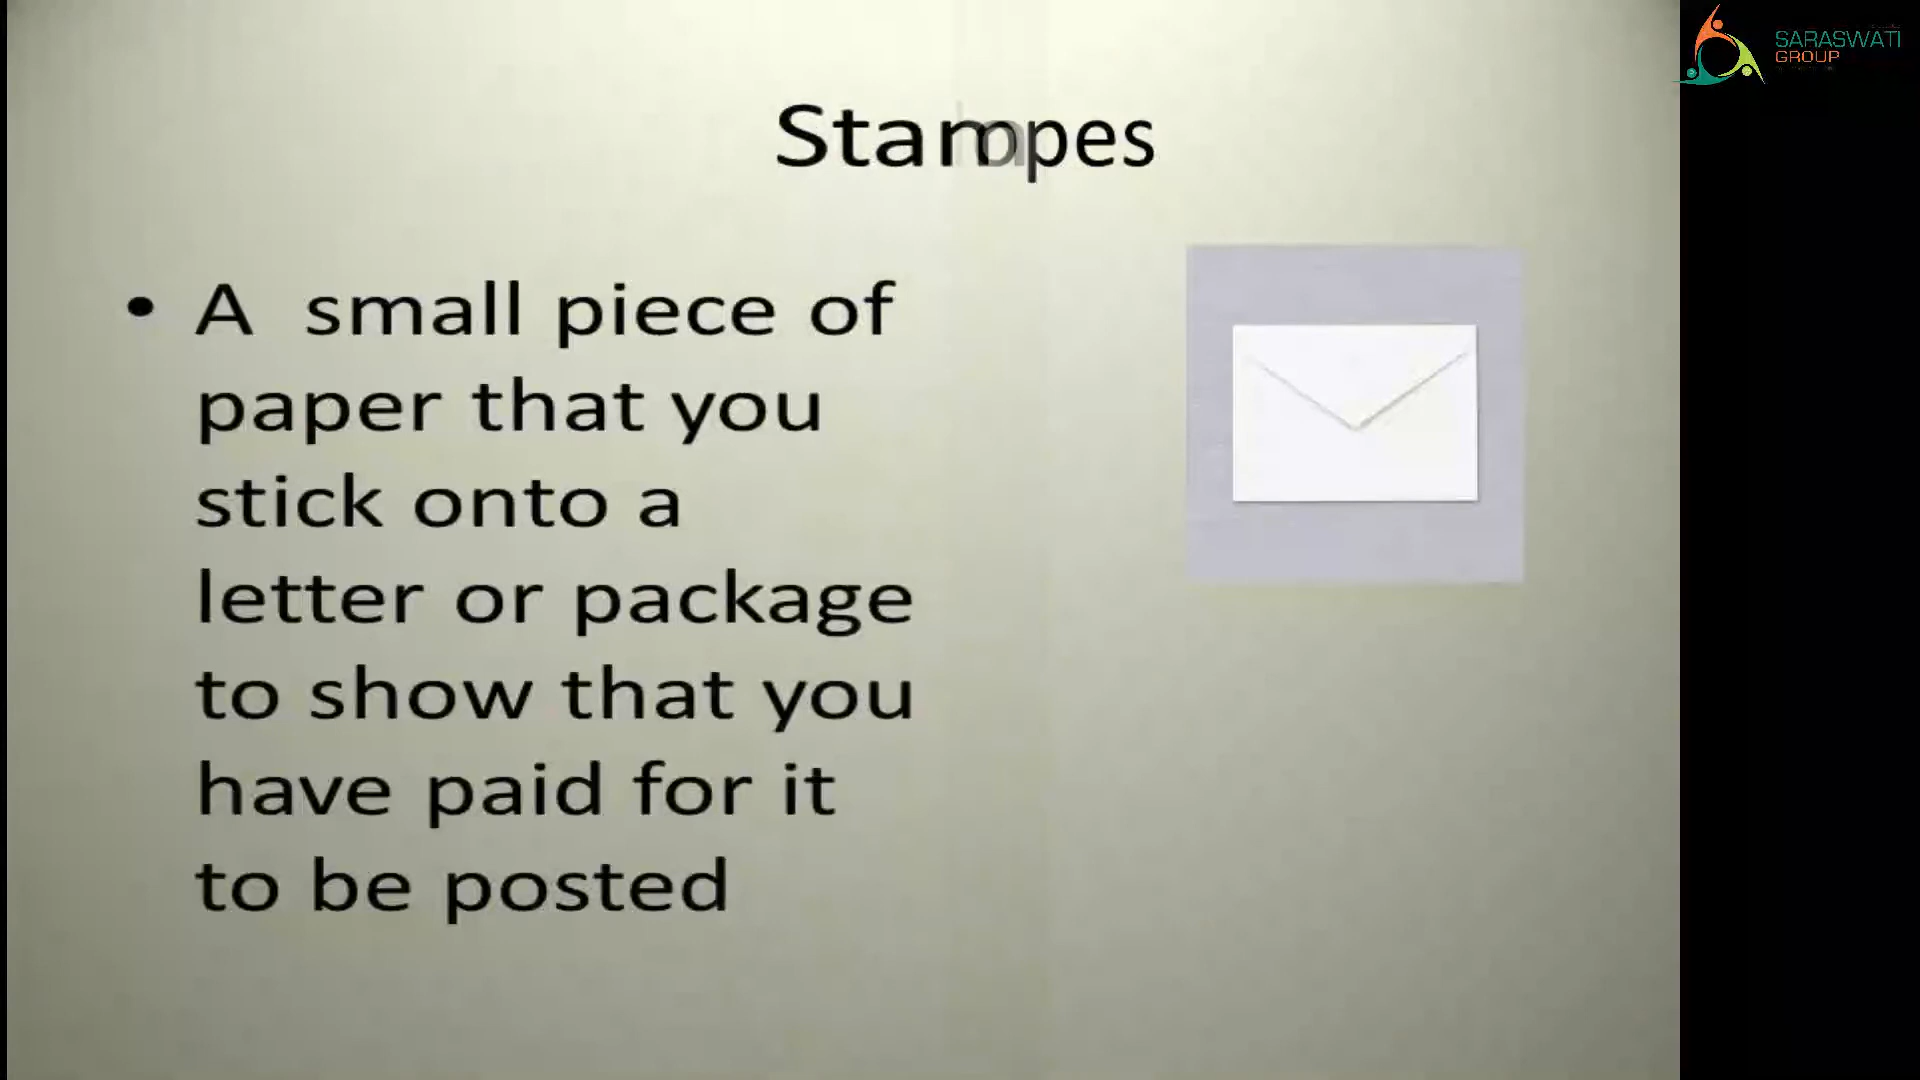 SARASWATI
GROUP
Stampes
• A small piece of
paper that you
stick onto a
letter or package
to show that you
have paid for it
to be posted